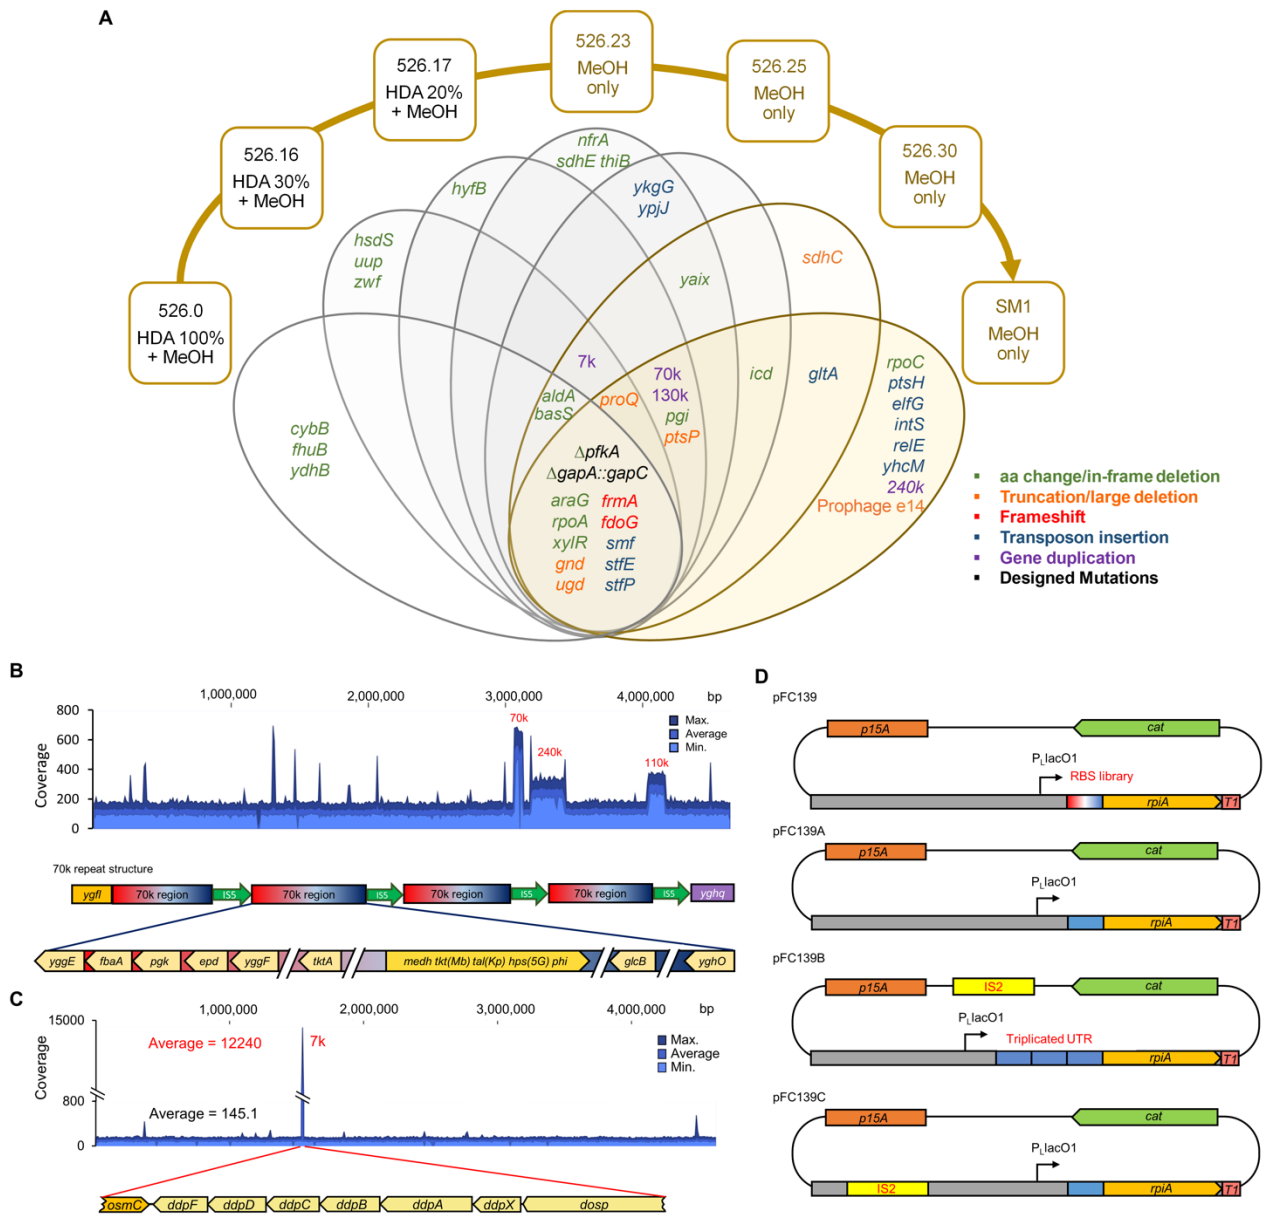 A
526.0
HDA 100%
+ MeOH
526.16
HDA 30%
+ MeOH
526.17
HDA 20%
+ MeOH
526.23
MeOH
only
526.25
MeOH
only
526.30
MeOH
only
SM1
MeOH
only
cybB
fhuB
ydhB
hsdS
uup
zwf
hyfB
nfrA
sdhE thiB
ykgG
ypjJ
yaix
sdhC
7k
70k
130k
pgi
ptsP
aldA
basS
proQ
icd
gltA
rpoC
ptsH
elfG
intS
relE
yhcM
240k
Prophage e14
ΔpfkA
ΔgapA::gapC
araG frmA
rpoA fdoG
xylR smf
gnd stfE
ugd stfP
aa change/in-frame deletion
Truncation/large deletion
Frameshift
Transposon insertion
Gene duplication
Designed Mutations
B
1,000,000 2,000,000 3,000,000 4,000,000 bp
Coverage
800
600
400
200
0
70k
240k
110k
Max.
Average
Min.
70k repeat structure
ygfI 70k region IS5 70k region IS5 70k region IS5 70k region IS5 yghq
yggE fbaA pgk epd yggF tktA medh tkt(Mb) tal(Kp) hps(5G) phi glcB yghO
C
1,000,000 2,000,000 3,000,000 4,000,000 bp
Coverage
15000
800
0
Average = 12240
7k
Average = 145.1
Max.
Average
Min.
osmC ddpF ddpD ddpC ddpB ddpA ddpX dosp
D
pFC139
p15A cat
PLlacO1
RBS library
rpiA T1
pFC139A
p15A cat
PLlacO1
rpiA T1
pFC139B
p15A IS2 cat
PLlacO1
Triplicated UTR
rpiA T1
pFC139C
p15A cat
PLlacO1
IS2 rpiA T1